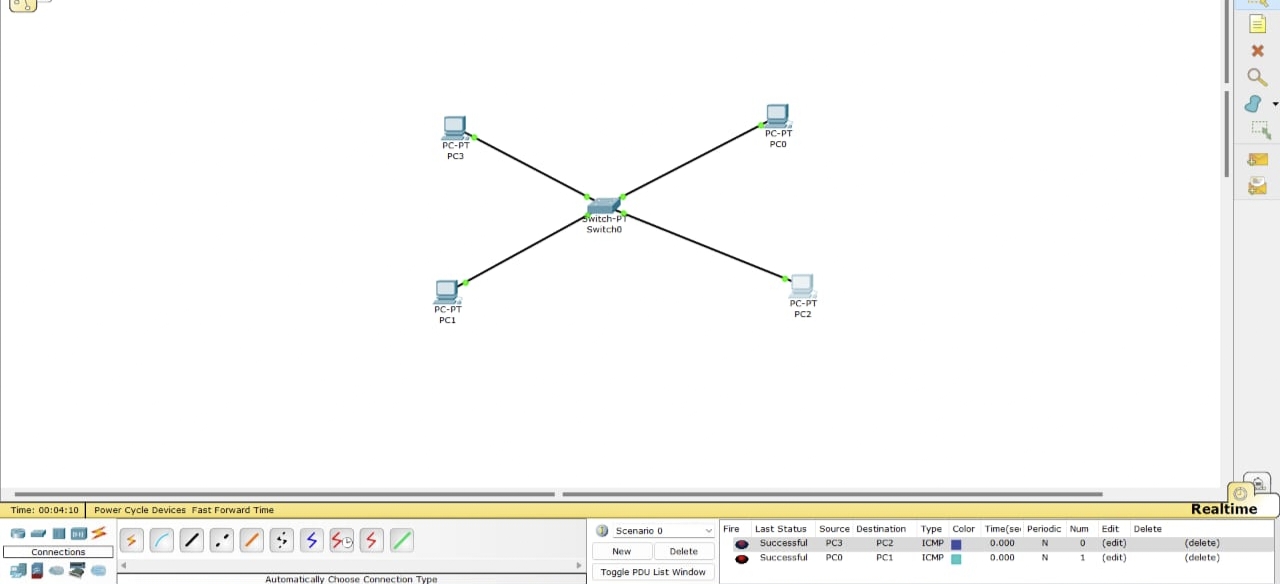 PC-PT
PC3
PC-PT
PC0
Switch-PT
Switch0
PC-PT
PC1
PC-PT
PC2
Time: 00:04:10 Power Cycle Devices Fast Forward Time
Realtime
Connections
Automatically Choose Connection Type
Scenario 0
New Delete
Toggle PDU List Window
Fire Last Status Source Destination Type Color Time(sec Periodic Num Edit Delete
Successful PC3 PC2 ICMP 0.000 N 0 (edit) (delete)
Successful PC0 PC1 ICMP 0.000 N 1 (edit) (delete)